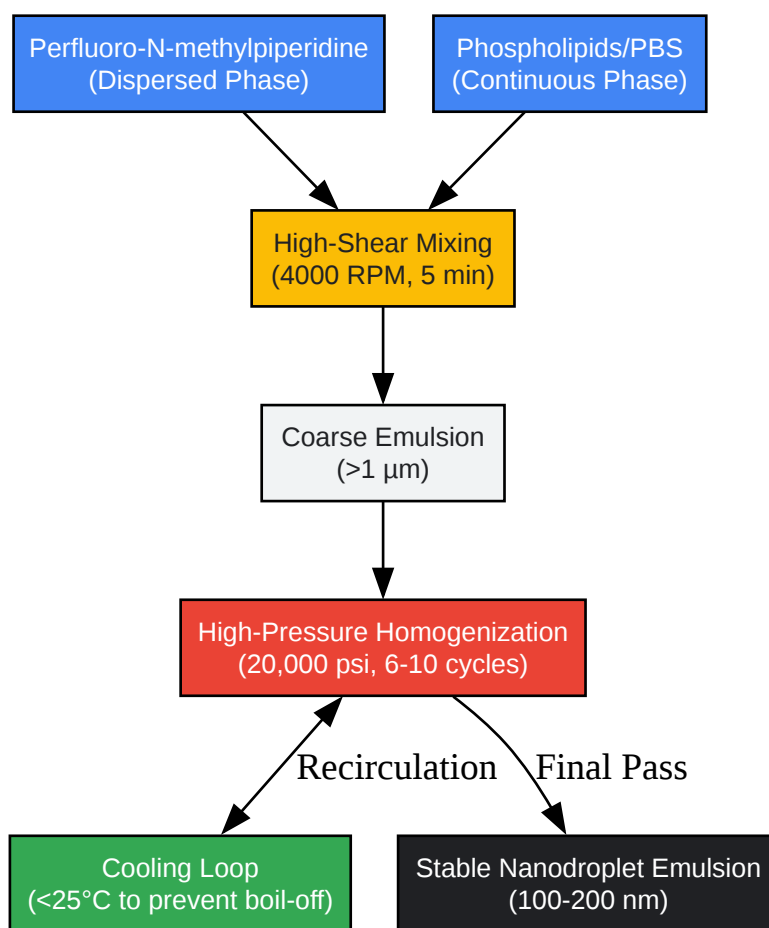 Perfluoro-N-methylpiperidine
(Dispersed Phase)
Phospholipids/PBS
(Continuous Phase)
High-Shear Mixing
(4000 RPM, 5 min)
Coarse Emulsion
(>1 µm)
High-Pressure Homogenization
(20,000 psi, 6-10 cycles)
Recirculation
Final Pass
Cooling Loop
(<25°C to prevent boil-off)
Stable Nanodroplet Emulsion
(100-200 nm)